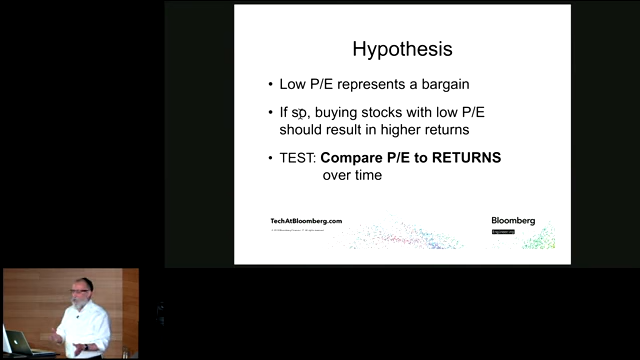 Hypothesis
• Low P/E represents a bargain
• If so, buying stocks with low P/E
should result in higher returns
• TEST: Compare P/E to RETURNS
over time
TechAtBloomberg.com
Bloomberg
Engineering